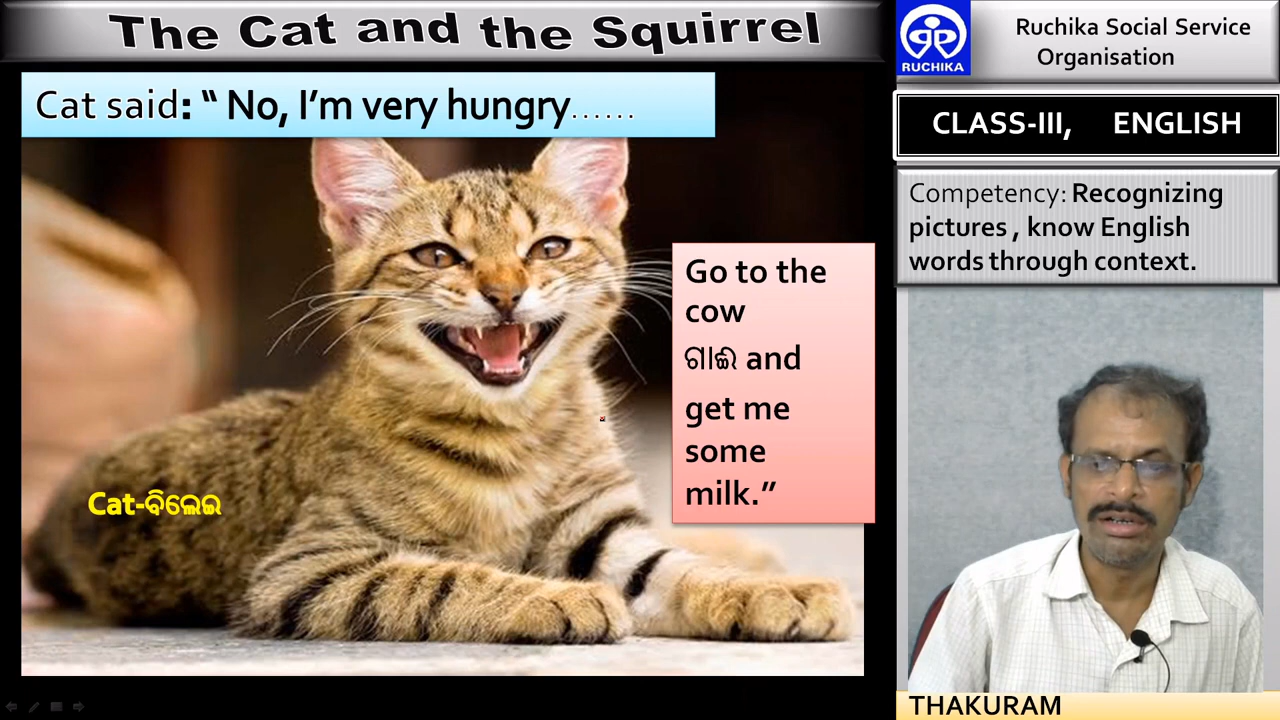 The Cat and the Squirrel
Cat said: “ No, I’m very hungry......
Go to the
cow
ଗାଈ and
get me
some
milk.”
Cat-ବିଲେଇ
RUCHIKA
Ruchika Social Service
Organisation
CLASS-III, ENGLISH
Competency: Recognizing
pictures , know English
words through context.
THAKURAM